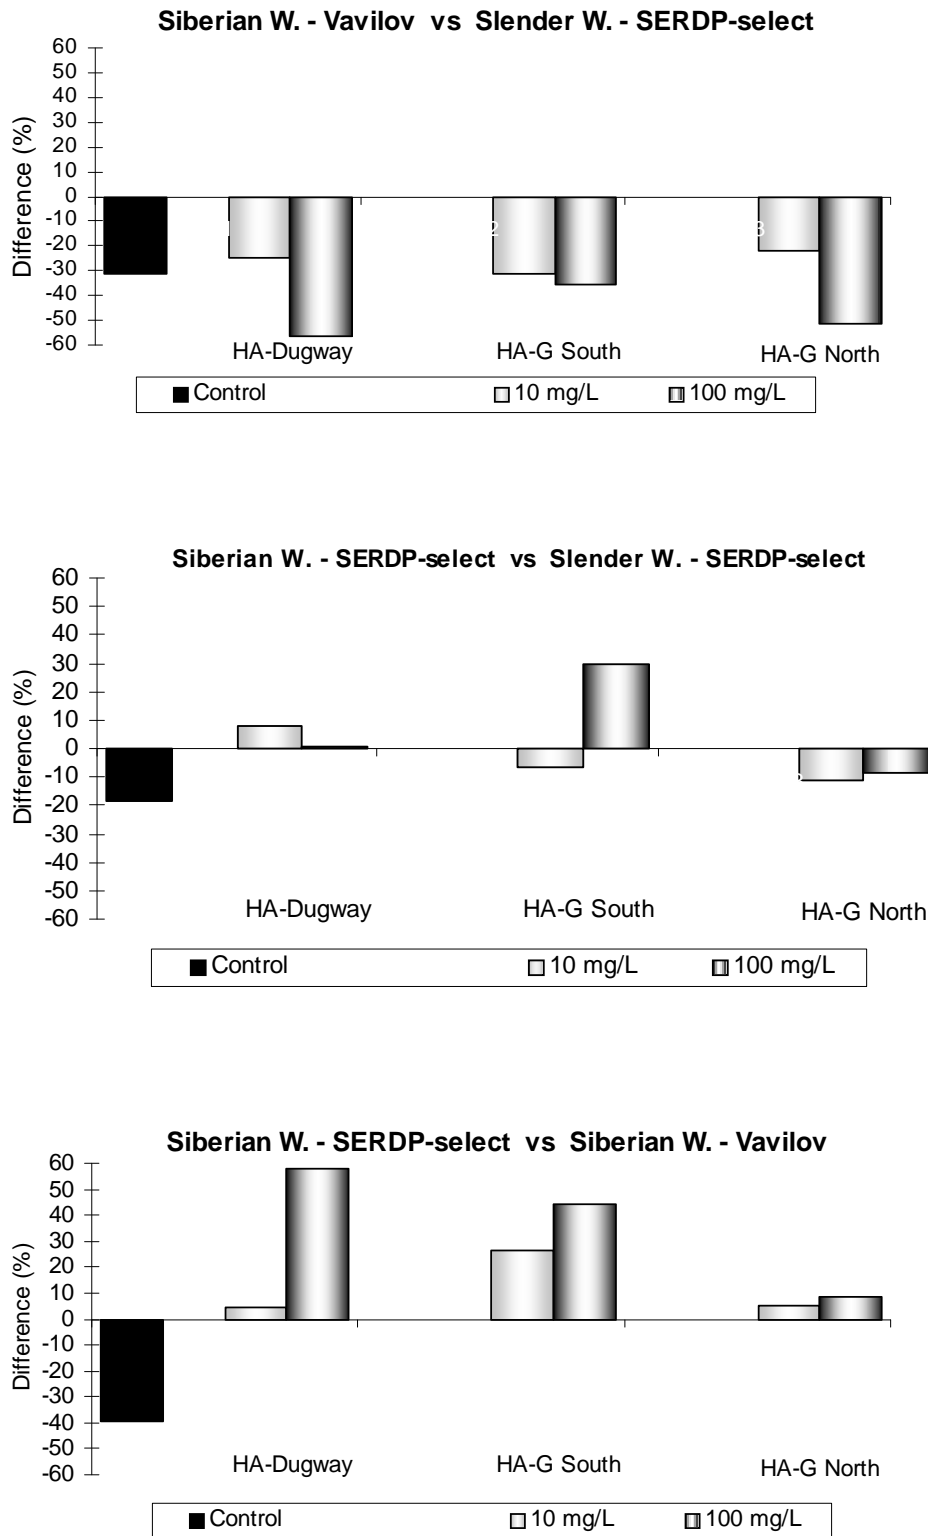 Siberian W. - Vavilov vs Slender W. - SERDP-select
60
50
40
30
20
10
0
-10
-20
-30
-40
-50
-60
Difference (%)
2
3
HA-Dugway
HA-G South
HA-G North
Control
10 mg/L
100 mg/L
Siberian W. - SERDP-select vs Slender W. - SERDP-select
60
50
40
30
20
10
0
-10
-20
-30
-40
-50
-60
Difference (%)
HA-Dugway
HA-G South
HA-G North
Control
10 mg/L
100 mg/L
Siberian W. - SERDP-select vs Siberian W. - Vavilov
60
50
40
30
20
10
0
-10
-20
-30
-40
-50
-60
Difference (%)
HA-Dugway
HA-G South
HA-G North
Control
10 mg/L
100 mg/L